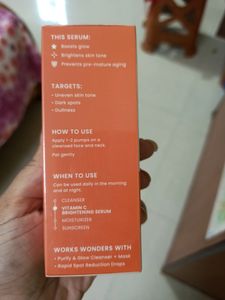 THIS SERUM:
Boosts glow
Brightens skin tone
Prevents pre-mature aging
TARGETS:
• Uneven skin tone
• Dark spots
• Dullness
HOW TO USE
Apply 1-2 pumps on a
cleansed face and neck.
Pat gently
WHEN TO USE
Can be used daily in the morning
and at night.
CLEANSER
VITAMIN C
BRIGHTENING SERUM
MOISTURIZER
SUNSCREEN
WORKS WONDERS WITH
• Purify & Glow Cleanser + Mask
• Rapid Spot Reduction Drops